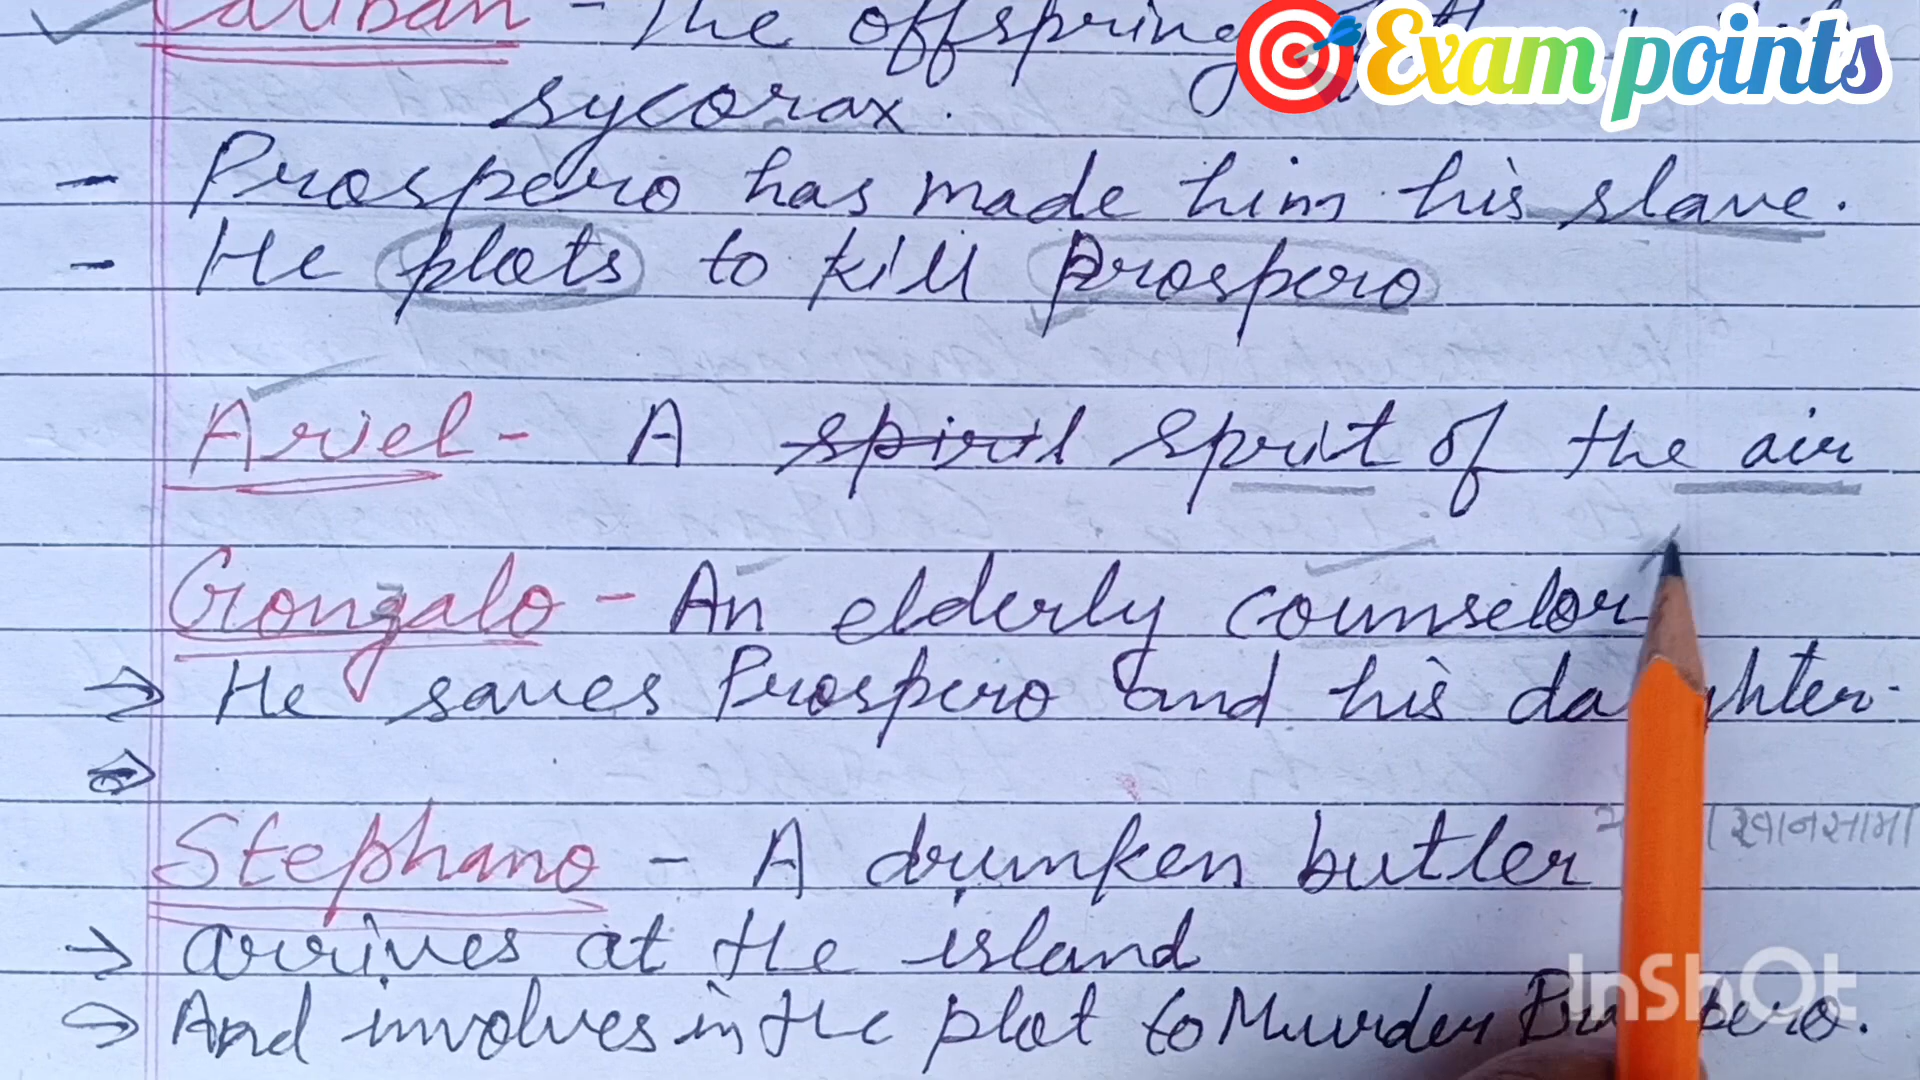 Caliban - The offspring
Exam points
sycorax.
- Prospero has made him his slave.
- He plots to kill Prospero
Ariel - A spirit of the air
Gonzalo - An elderly counselor
→ He saves Prospero and his daughter.
Stephano - A drunken butler खानसामा
→ arrives at the island
→ And involves in the plot to Murder Prospero.
InShOt